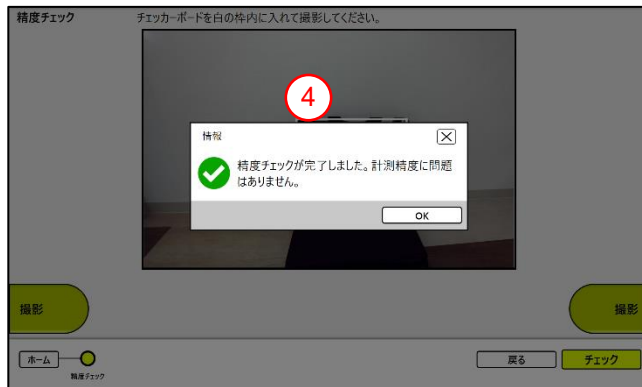 精度チェック
チェッカーボードを白の枠内に入れて撮影してください。
4
情報
精度チェックが完了しました。計測精度に問題
はありません。
OK
撮影
撮影
ホーム
精度チェック
戻る
チェック